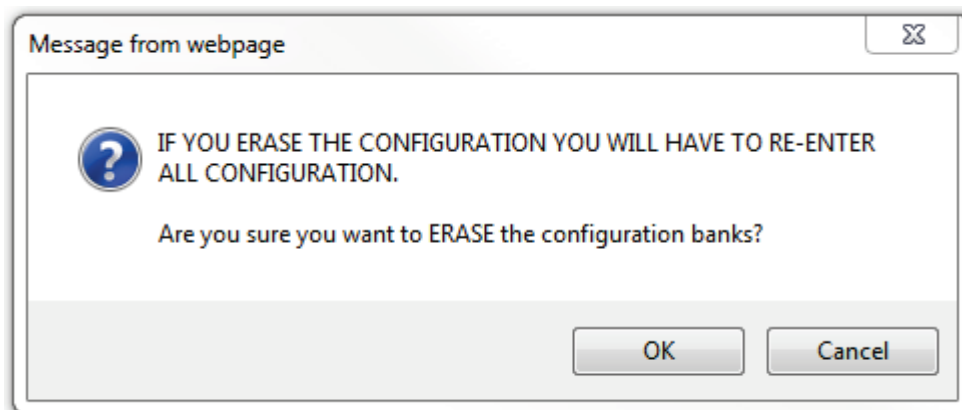 Message from webpage
IF YOU ERASE THE CONFIGURATION YOU WILL HAVE TO RE-ENTER
ALL CONFIGURATION.
Are you sure you want to ERASE the configuration banks?
OK
Cancel